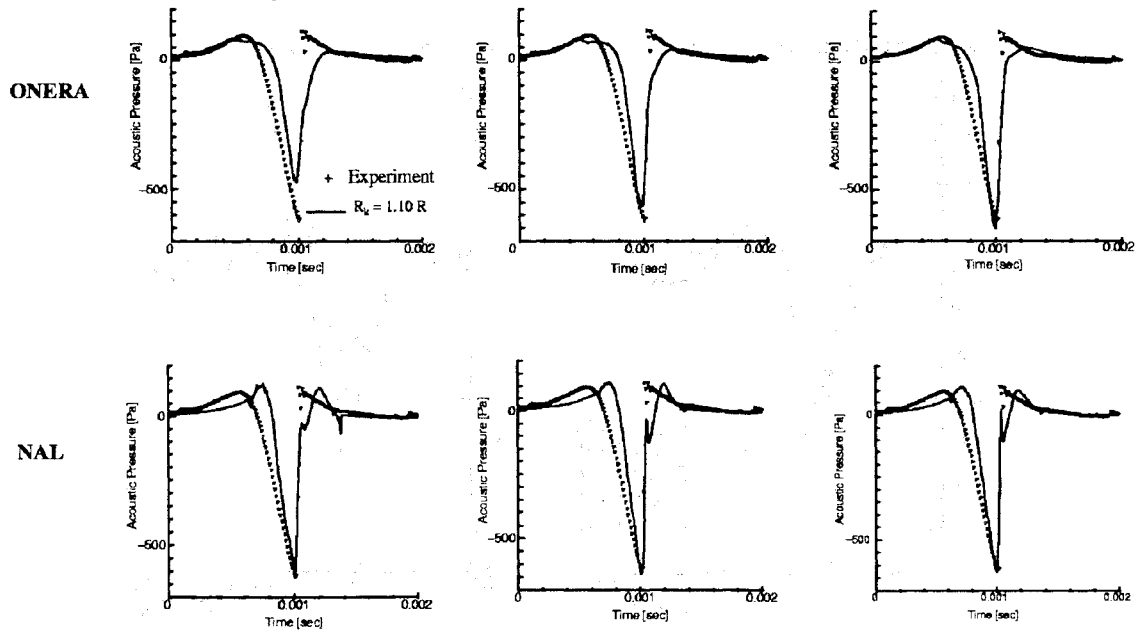 ONERA
Acoustic Pressure [Pa]
0
-500
0
0.001
0.002
Time [sec]
+ Experiment
Rk = 1.10 R
Acoustic Pressure [Pa]
0
-500
0
0.001
0.002
Time [sec]
Acoustic Pressure [Pa]
0
-500
0
0.001
0.002
Time [sec]
NAL
Acoustic Pressure [Pa]
0
-500
0
0.001
0.002
Time [sec]
Acoustic Pressure [Pa]
0
-500
0
0.001
0.002
Time [sec]
Acoustic Pressure [Pa]
0
-500
0
0.001
0.002
Time [sec]